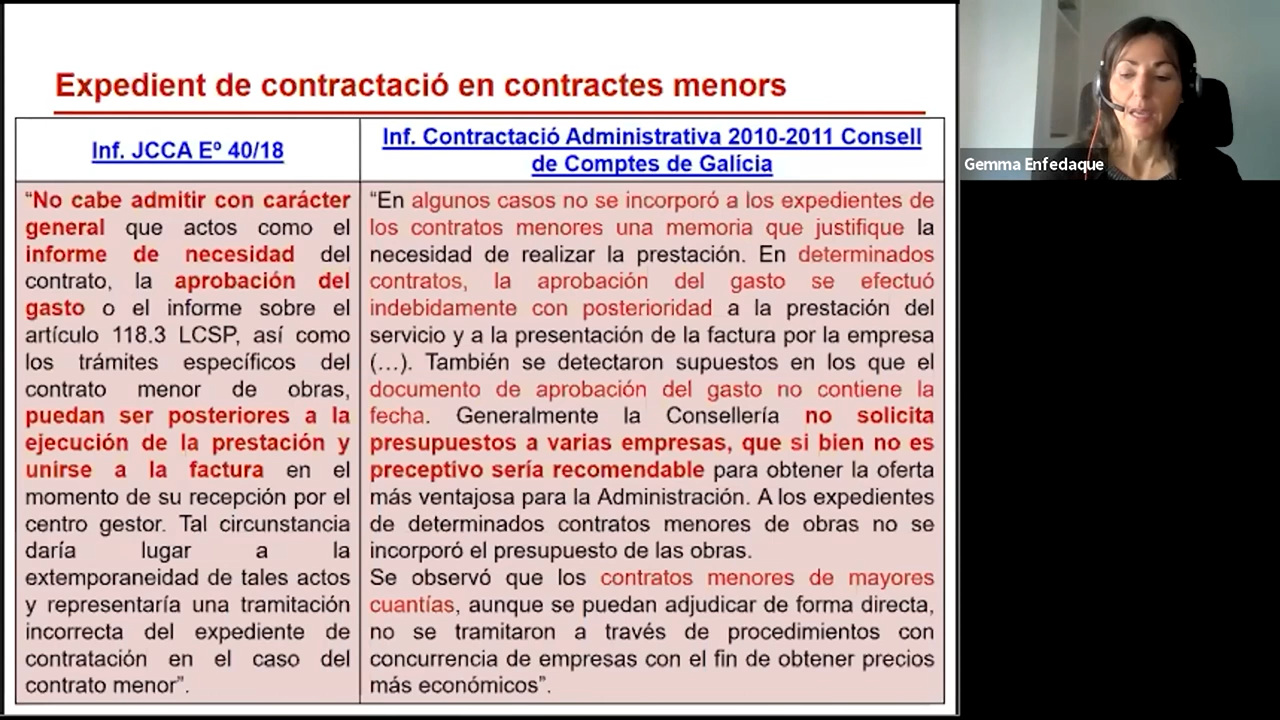 Expedient de contractació en contractes menors
Inf. JCCA Eº 40/18
“No cabe admitir con carácter
general que actos como el
informe de necesidad del
contrato, la aprobación del
gasto o el informe sobre el
artículo 118.3 LCSP, así como
los trámites específicos del
contrato menor de obras,
puedan ser posteriores a la
ejecución de la prestación y
unirse a la factura en el
momento de su recepción por el
centro gestor. Tal circunstancia
daría lugar a la
extemporaneidad de tales actos
y representaría una tramitación
incorrecta del expediente de
contratación en el caso del
contrato menor”.
Inf. Contractació Administrativa 2010-2011 Consell
de Comptes de Galícia
“En algunos casos no se incorporó a los expedientes de
los contratos menores una memoria que justifique la
necesidad de realizar la prestación. En determinados
contratos, la aprobación del gasto se efectuó
indebidamente con posterioridad a la prestación del
servicio y a la presentación de la factura por la empresa
(…). También se detectaron supuestos en los que el
documento de aprobación del gasto no contiene la
fecha. Generalmente la Consellería no solicita
presupuestos a varias empresas, que si bien no es
preceptivo sería recomendable para obtener la oferta
más ventajosa para la Administración. A los expedientes
de determinados contratos menores de obras no se
incorporó el presupuesto de las obras.
Se observó que los contratos menores de mayores
cuantías, aunque se puedan adjudicar de forma directa,
no se tramitaron a través de procedimientos con
concurrencia de empresas con el fin de obtener precios
más económicos”.
Gemma Enfedaque